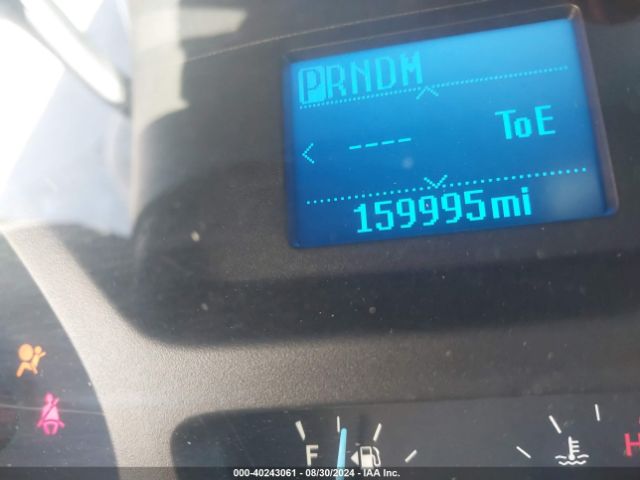 PRNDM
---- ToE
159995mi
F
H
000-40243061 - 08/30/2024 - IAA Inc.